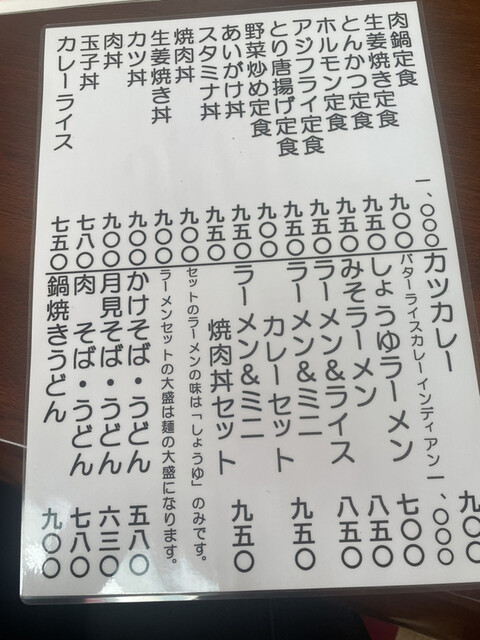 肉鍋定食 一、〇〇〇
生姜焼き定食 九〇〇
とんかつ定食 九五〇
ホルモン定食 九五〇
アジフライ定食 九五〇
とり唐揚げ定食 九五〇
野菜炒め定食 九〇〇
あいがけ丼 九五〇
スタミナ丼 九五〇
焼肉丼 九〇〇
生姜焼き丼 九〇〇
カツ丼 九〇〇
肉丼 九〇〇
玉子丼 七八〇
カレーライス 七五〇
カツカレー 九〇〇
バターライスカレーインディアン 一、〇〇〇
しょうゆラーメン 七〇〇
みそラーメン 八五〇
ラーメン&ライス 八五〇
ラーメン&ミニ
カレーセット 九五〇
ラーメン&ミニ
焼肉丼セット 九五〇
セットのラーメンの味は「しょうゆ」のみです。
ラーメンセットの大盛は麺の大盛になります。
かけそば・うどん 五八〇
月見そば・うどん 六三〇
肉 そば・うどん 七八〇
鍋焼きうどん 九〇〇